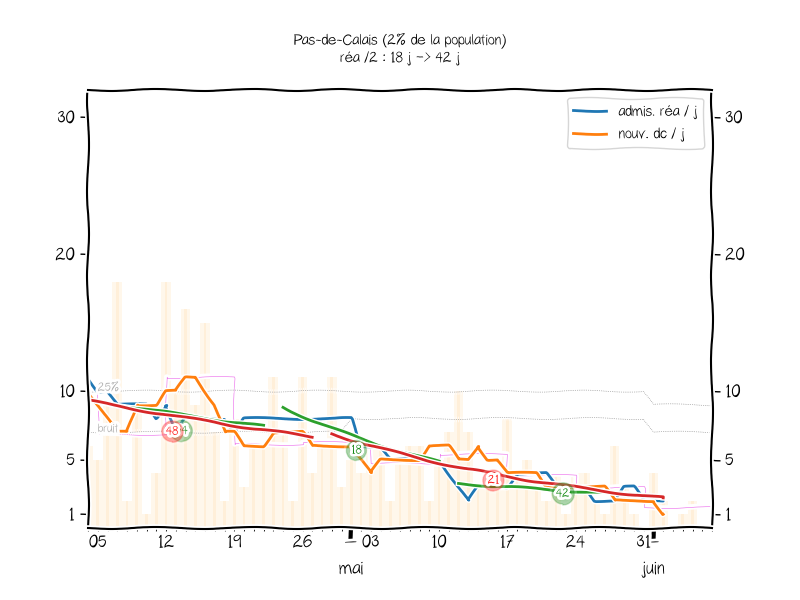 Pas-de-Calais (2% de la population)
réa /2 : 18 j -> 42 j
admis. réa / j
nouv. dc / j
30
30
20
20
10
10
25%
bruit
48
18
5
5
21
42
1
1
05 12 19 26 03 10 17 24 31
mai juin